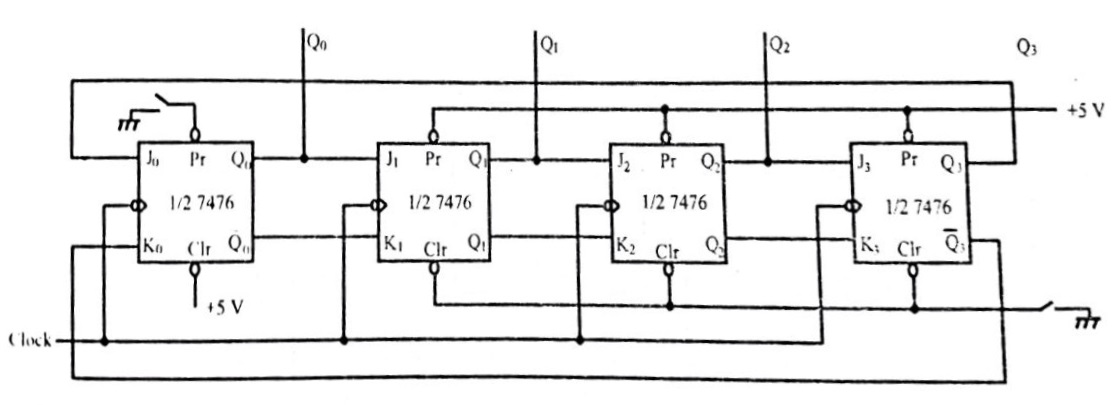 Q0 Q1 Q2 Q3
+5 V
J0 Pr Q0 J1 Pr Q1 J2 Pr Q2 J3 Pr Q3
1/2 7476 1/2 7476 1/2 7476 1/2 7476
K0 Clr Q̄0 K1 Clr Q1 K2 Clr Q2 K3 Clr Q̄3
+5 V
Clock